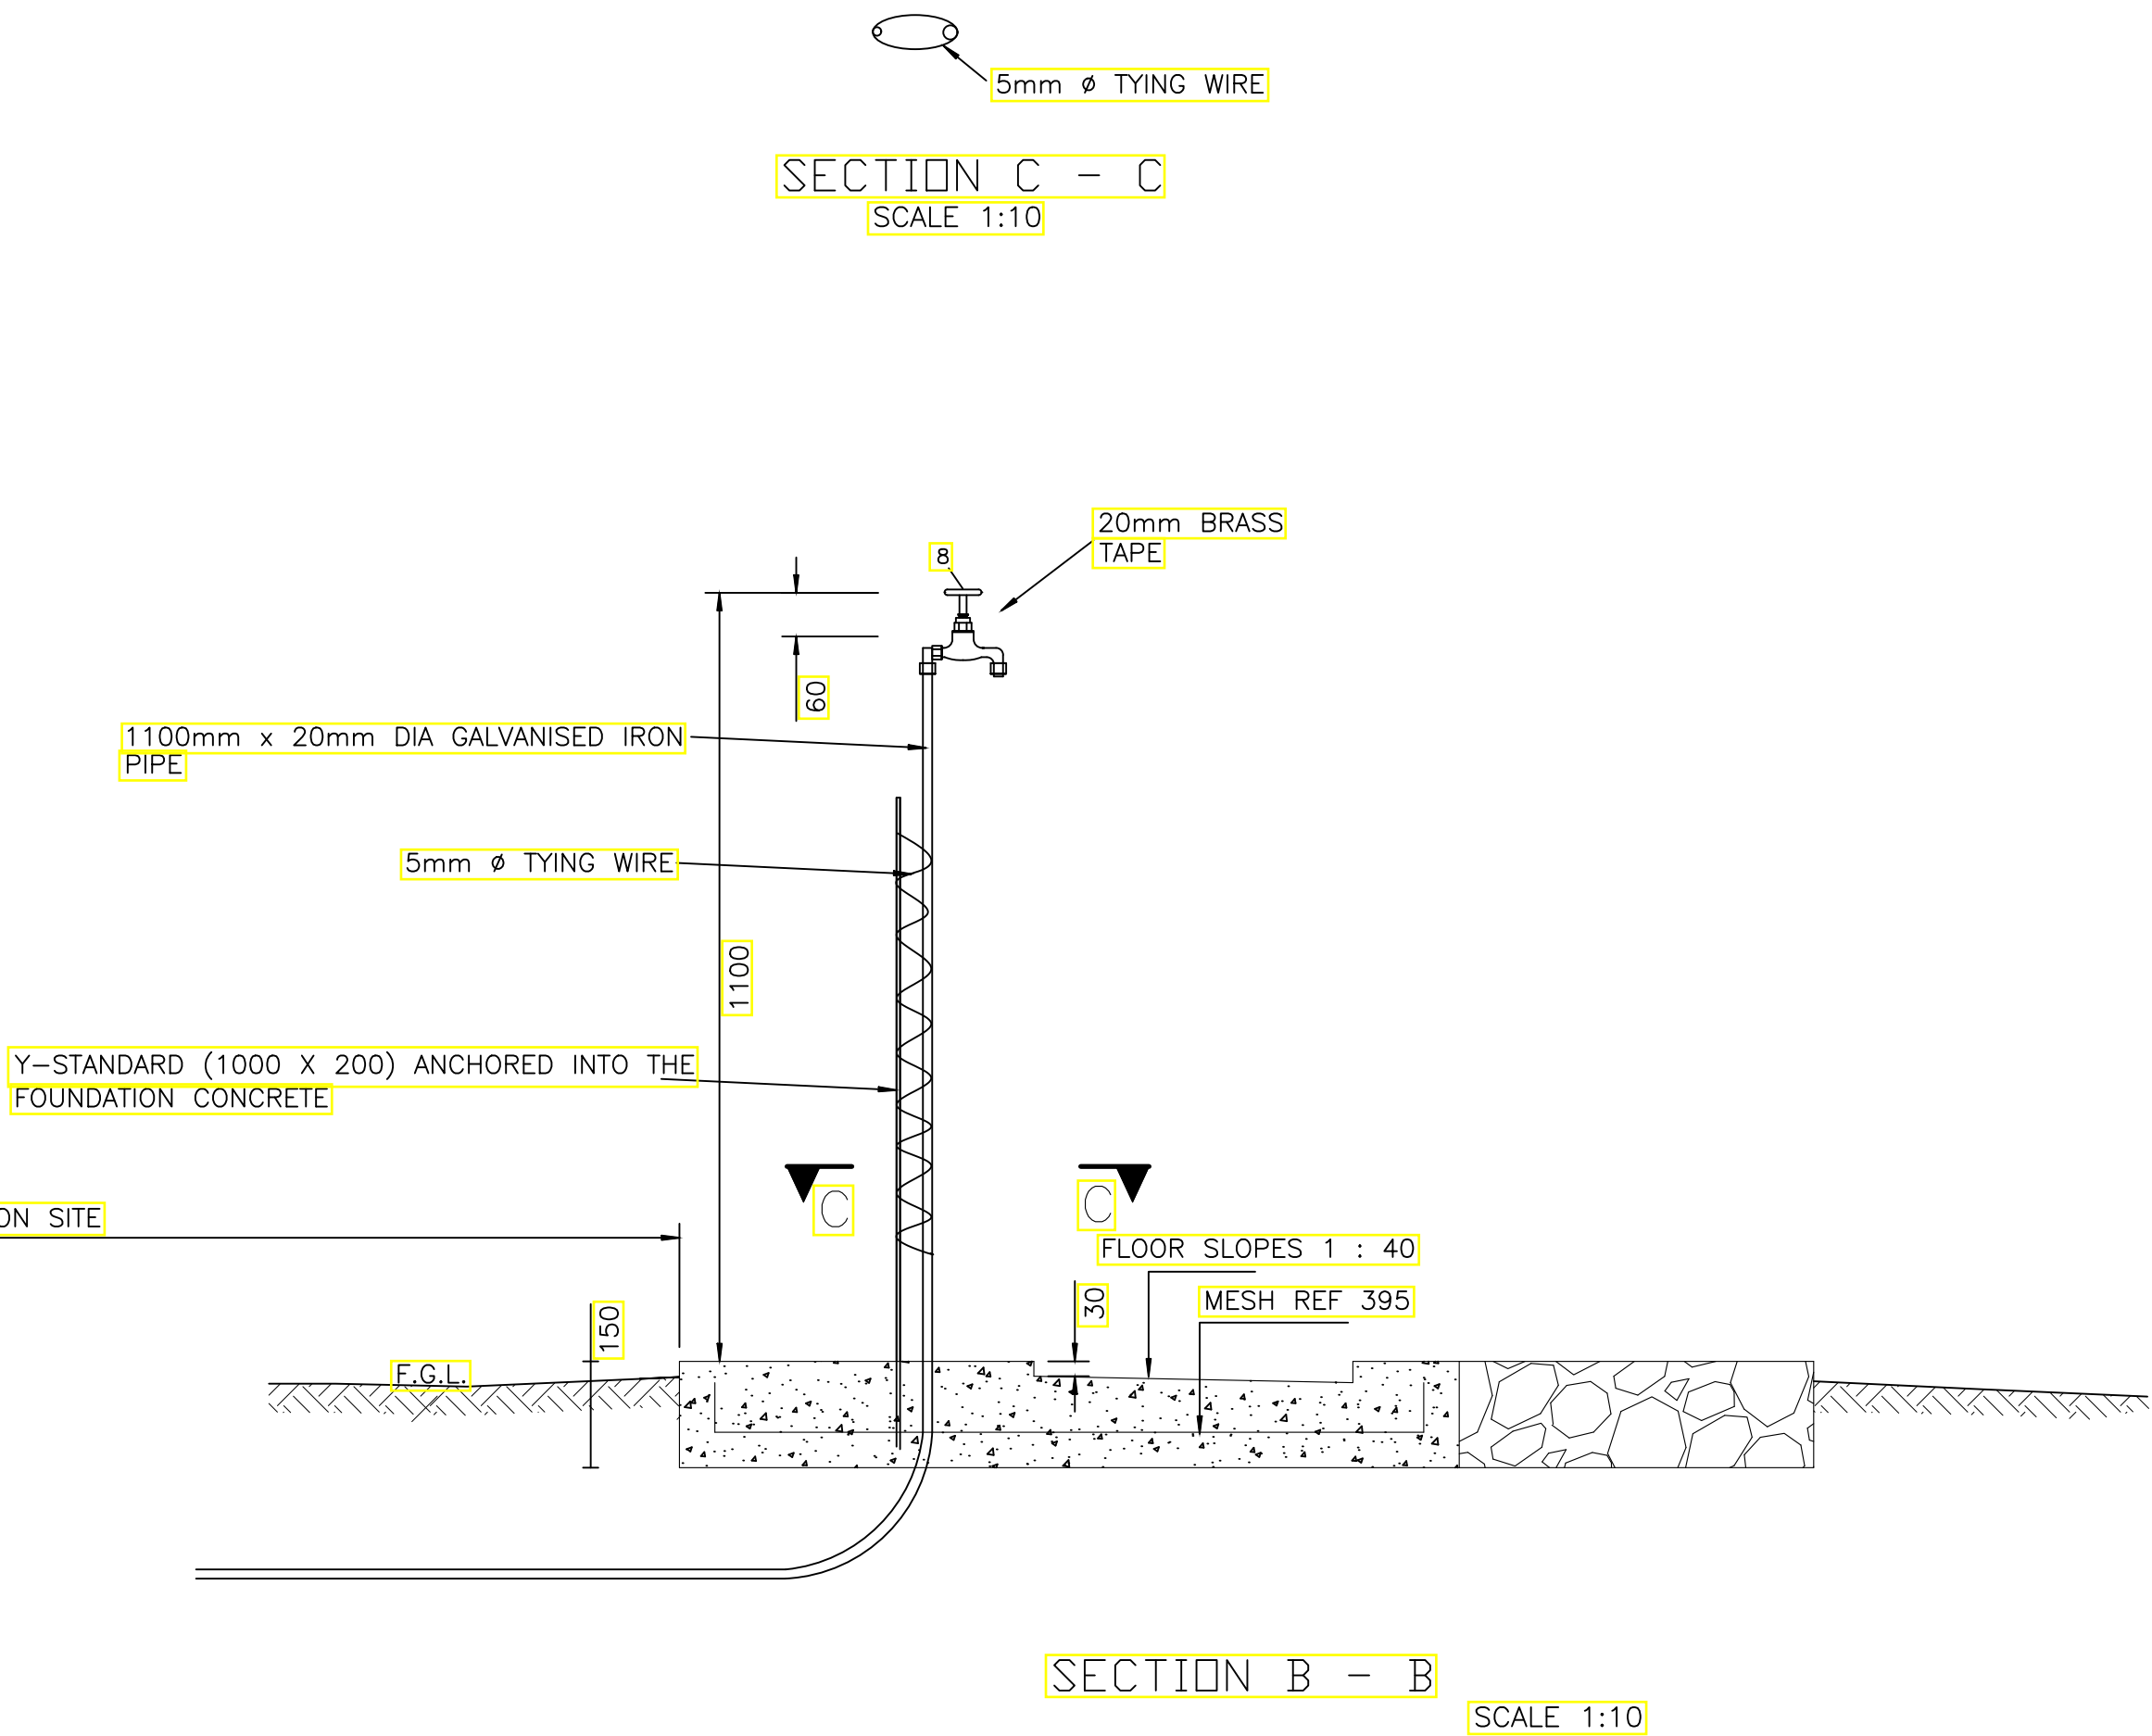 5mm ø TYING WIRE
SECTION C - C
SCALE 1:10
20mm BRASS
TAPE
8
60
1100mm x 20mm DIA GALVANISED IRON
PIPE
5mm ø TYING WIRE
1100
Y-STANDARD (1000 X 200) ANCHORED INTO THE
FOUNDATION CONCRETE
C
C
ON SITE
FLOOR SLOPES 1 : 40
30
MESH REF 395
150
F.G.L.
SECTION B - B
SCALE 1:10